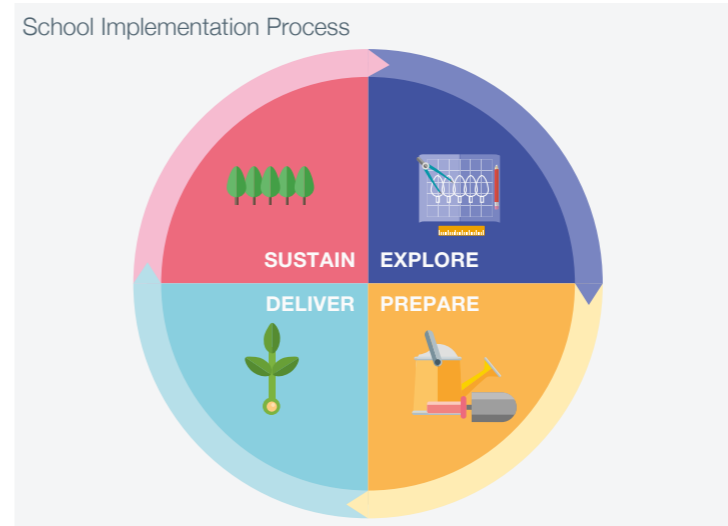 School Implementation Process
SUSTAIN
EXPLORE
DELIVER
PREPARE